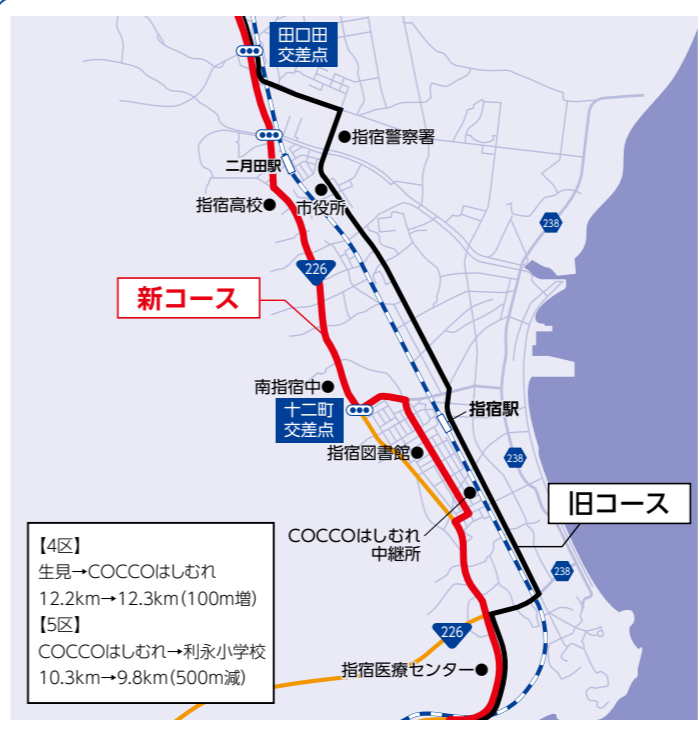 田口田
交差点
指宿警察署
二月田駅
指宿高校
市役所
238
226
新コース
南指宿中
十二町
交差点
指宿駅
指宿図書館
238
旧コース
COCCOはしむれ
中継所
238
226
指宿医療センター
【4区】
生見→COCCOはしむれ
12.2km→12.3km(100m増)
【5区】
COCCOはしむれ→利永小学校
10.3km→9.8km(500m減)